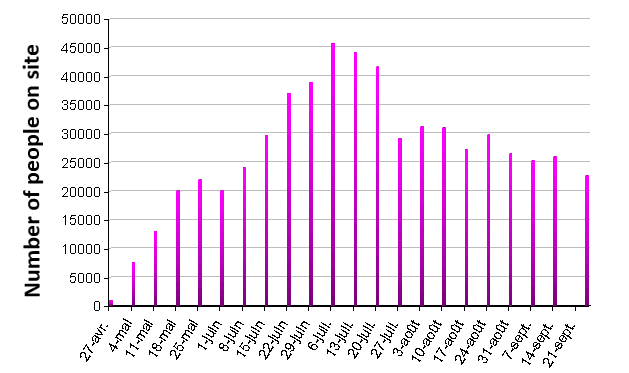 Number of people on site
50000
45000
40000
35000
30000
25000
20000
15000
10000
5000
0
27-avr.
4-mai
11-mai
18-mai
25-mai
1-juin
8-juin
15-juin
22-juin
29-juin
6-juil.
13-juil.
20-juil.
27-juil.
3-août
10-août
17-août
24-août
31-août
7-sept.
14-sept.
21-sept.